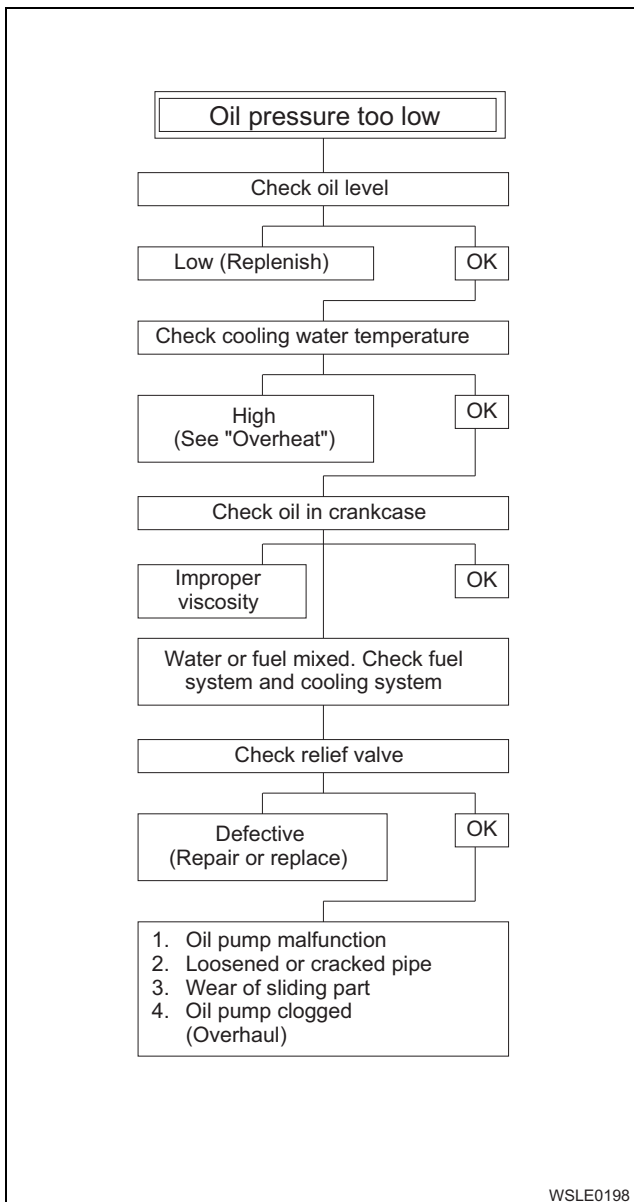 Oil pressure too low
Check oil level
Low (Replenish)
OK
Check cooling water temperature
High
(See "Overheat")
OK
Check oil in crankcase
Improper
viscosity
OK
Water or fuel mixed. Check fuel
system and cooling system
Check relief valve
Defective
(Repair or replace)
OK
1. Oil pump malfunction
2. Loosened or cracked pipe
3. Wear of sliding part
4. Oil pump clogged
(Overhaul)
WSLE0198